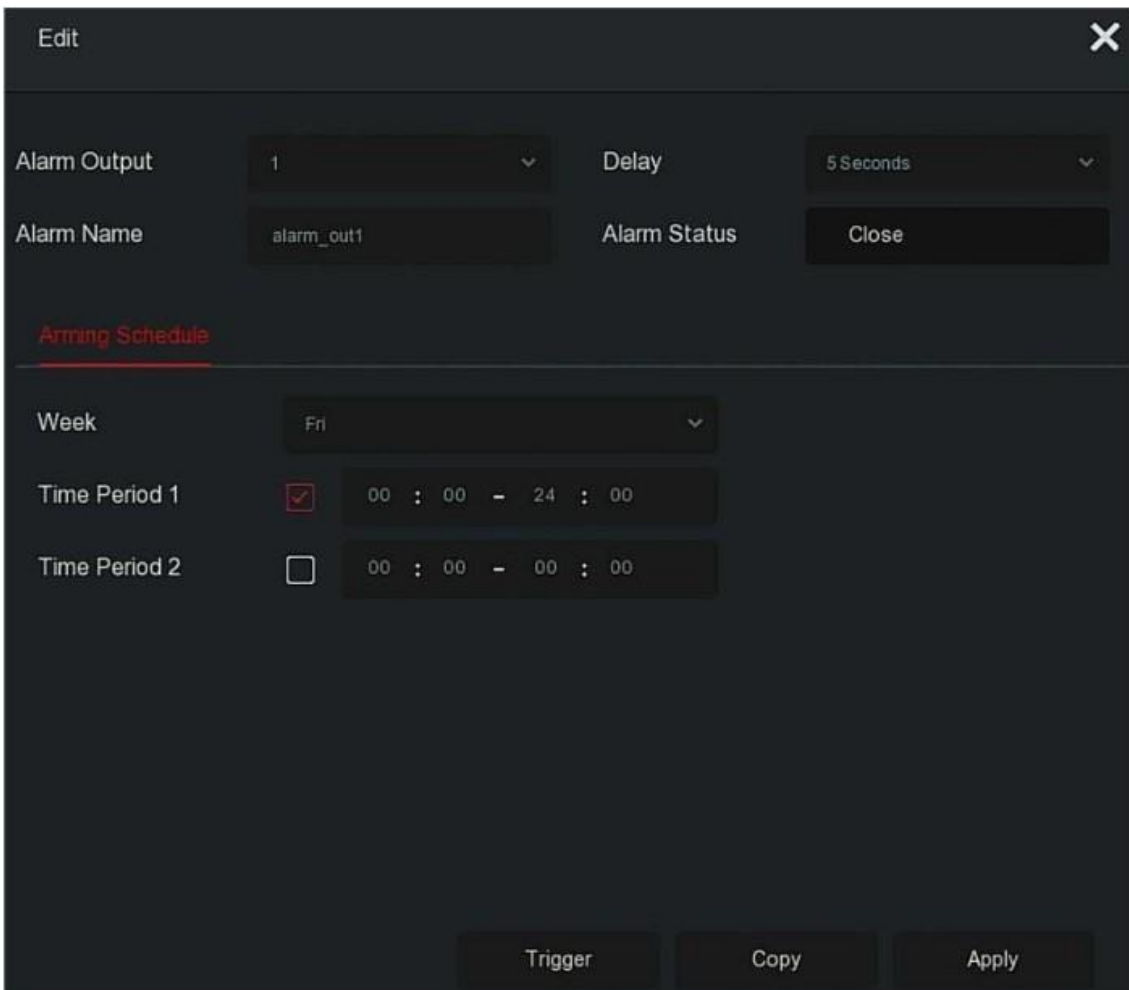 Edit
Alarm Output 1 Delay 5 Seconds
Alarm Name alarm_out1 Alarm Status Close
Arming Schedule
Week Fri
Time Period 1 00 : 00 - 24 : 00
Time Period 2 00 : 00 - 00 : 00
Trigger Copy Apply